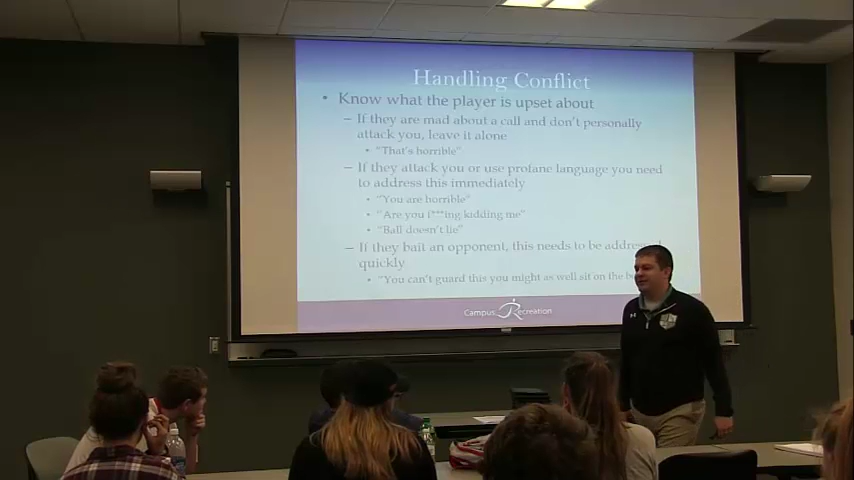 Handling Conflict
• Know what the player is upset about
– If they are mad about a call and don't personally
attack you, leave it alone
• "That's horrible"
– If they attack you or use profane language you need
to address this immediately
• "You are horrible"
• "Are you f***ing kidding me"
• "Ball doesn't lie"
– If they bait an opponent, this needs to be
quickly
• "You can't guard this you might as well sit on the
Campus Recreation